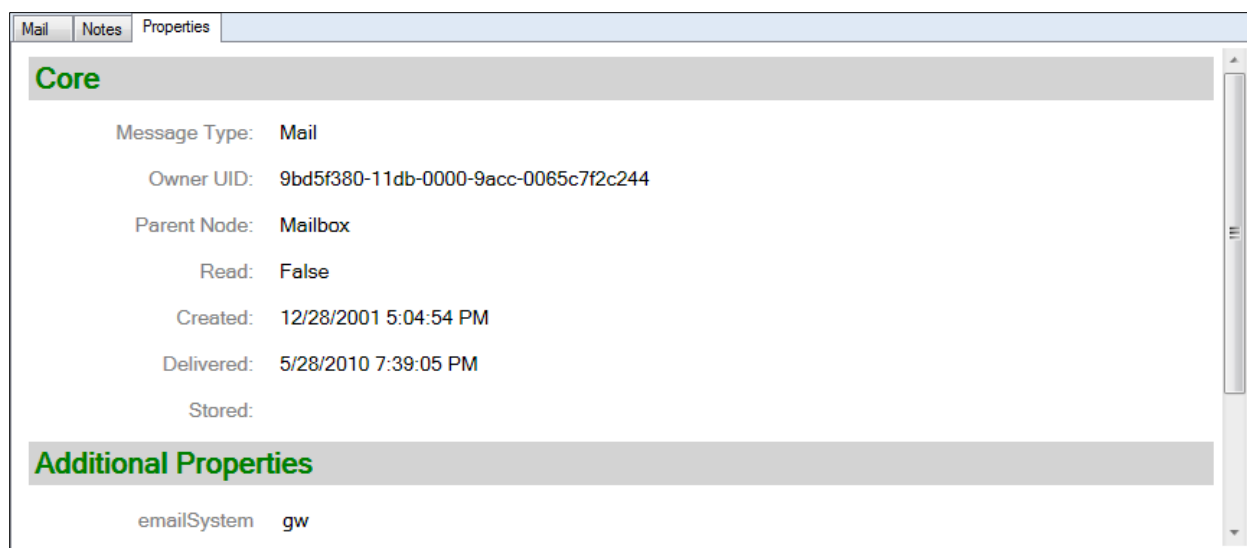 Mail Notes Properties
Core
Message Type: Mail
Owner UID: 9bd5f380-11db-0000-9acc-0065c7f2c244
Parent Node: Mailbox
Read: False
Created: 12/28/2001 5:04:54 PM
Delivered: 5/28/2010 7:39:05 PM
Stored:
Additional Properties
emailSystem gw